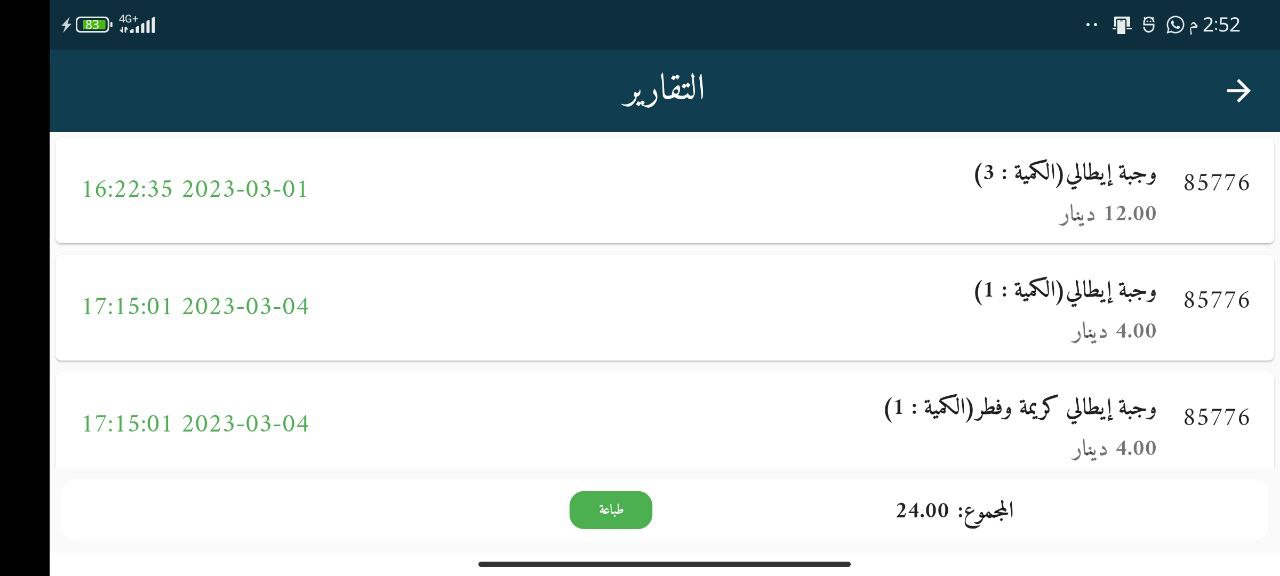 2:52 م
83
4G+
التقارير
85776
وجبة إيطالي(الكمية : 3)
12.00 دينار
16:22:35 2023-03-01
85776
وجبة إيطالي(الكمية : 1)
4.00 دينار
17:15:01 2023-03-04
85776
وجبة إيطالي كريمة وفطر(الكمية : 1)
4.00 دينار
17:15:01 2023-03-04
المجموع: 24.00
طباعة